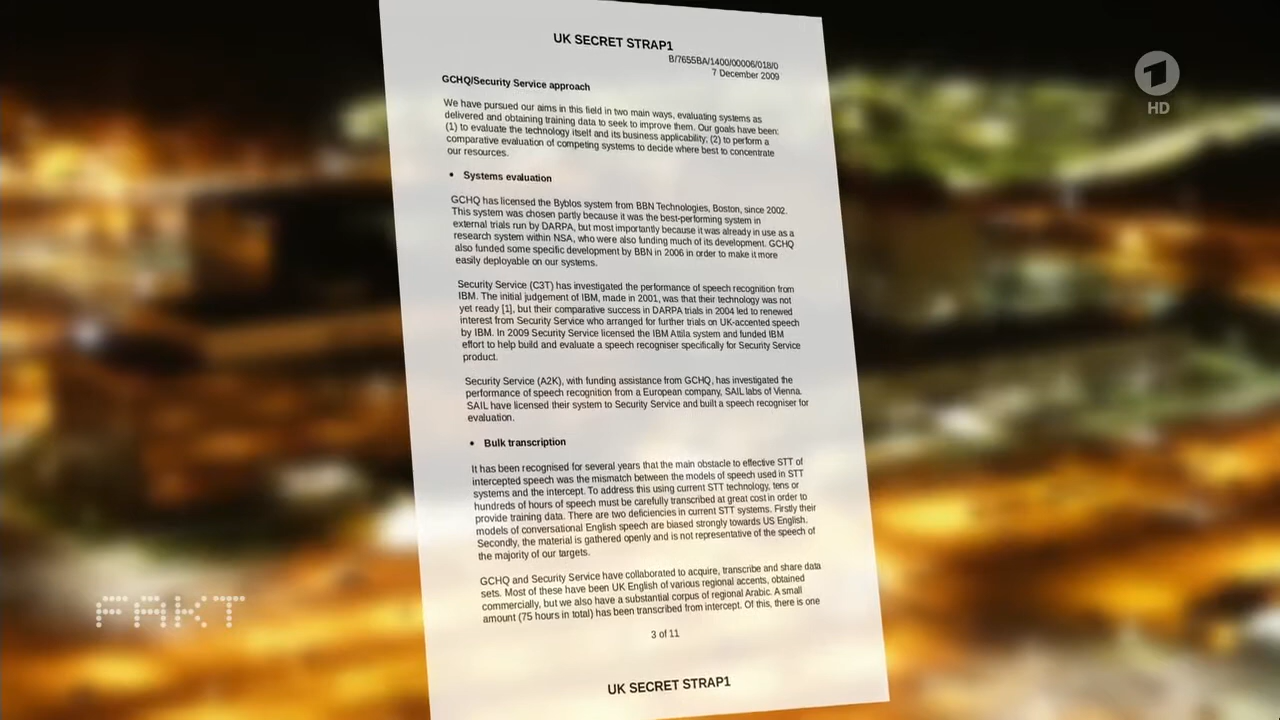 UK SECRET STRAP1
B/7655BA/1400/00006/018/0
7 December 2009
GCHQ/Security Service approach
We have pursued our aims in this field in two main ways, evaluating systems as
delivered and obtaining training data to seek to improve them. Our goals have been:
(1) to evaluate the technology itself and its business applicability; (2) to perform a
comparative evaluation of competing systems to decide where best to concentrate
our resources.
• Systems evaluation
GCHQ has licensed the Byblos system from BBN Technologies, Boston, since 2002.
This system was chosen partly because it was the best-performing system in
external trials run by DARPA, but most importantly because it was already in use as a
research system within NSA, who were also funding much of its development. GCHQ
also funded some specific development by BBN in 2006 in order to make it more
easily deployable on our systems.
Security Service (C3T) has investigated the performance of speech recognition from
IBM. The initial judgement of IBM, made in 2001, was that their technology was not
yet ready [1], but their comparative success in DARPA trials in 2004 led to renewed
interest from Security Service who arranged for further trials on UK-accented speech
by IBM. In 2009 Security Service licensed the IBM Attila system and funded IBM
effort to help build and evaluate a speech recogniser specifically for Security Service
product.
Security Service (A2K), with funding assistance from GCHQ, has investigated the
performance of speech recognition from a European company, SAIL labs of Vienna.
SAIL have licensed their system to Security Service and built a speech recogniser for
evaluation.
• Bulk transcription
It has been recognised for several years that the main obstacle to effective STT of
intercepted speech was the mismatch between the models of speech used in STT
systems and the intercept. To address this using current STT technology, tens or
hundreds of hours of speech must be carefully transcribed at great cost in order to
provide training data. There are two deficiencies in current STT systems. Firstly their
models of conversational English speech are biased strongly towards US English.
Secondly, the material is gathered openly and is not representative of the speech of
the majority of our targets.
GCHQ and Security Service have collaborated to acquire, transcribe and share data
sets. Most of these have been UK English of various regional accents, obtained
commercially, but we also have a substantial corpus of regional Arabic. A small
amount (75 hours in total) has been transcribed from intercept. Of this, there is one
3 of 11
UK SECRET STRAP1
1
HD
FAKT